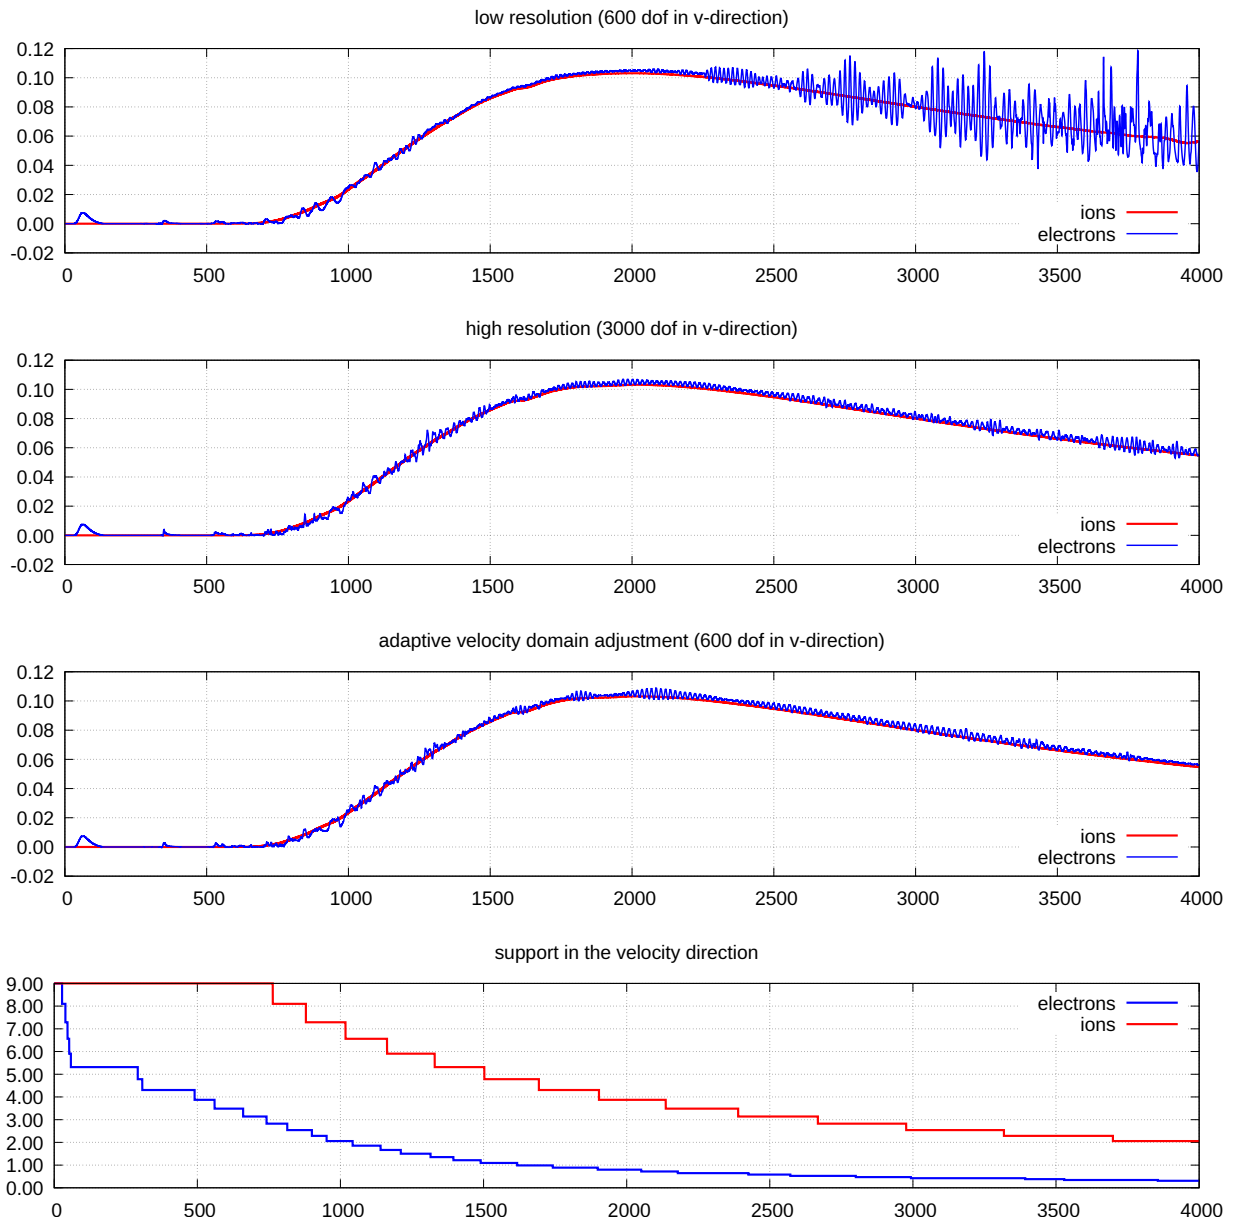 low resolution (600 dof in v-direction)
0.12
0.10
0.08
0.06
0.04
0.02
0.00
-0.02
ions
electrons
0 500 1000 1500 2000 2500 3000 3500 4000
high resolution (3000 dof in v-direction)
0.12
0.10
0.08
0.06
0.04
0.02
0.00
-0.02
ions
electrons
0 500 1000 1500 2000 2500 3000 3500 4000
adaptive velocity domain adjustment (600 dof in v-direction)
0.12
0.10
0.08
0.06
0.04
0.02
0.00
-0.02
ions
electrons
0 500 1000 1500 2000 2500 3000 3500 4000
support in the velocity direction
9.00
8.00
7.00
6.00
5.00
4.00
3.00
2.00
1.00
0.00
electrons
ions
0 500 1000 1500 2000 2500 3000 3500 4000